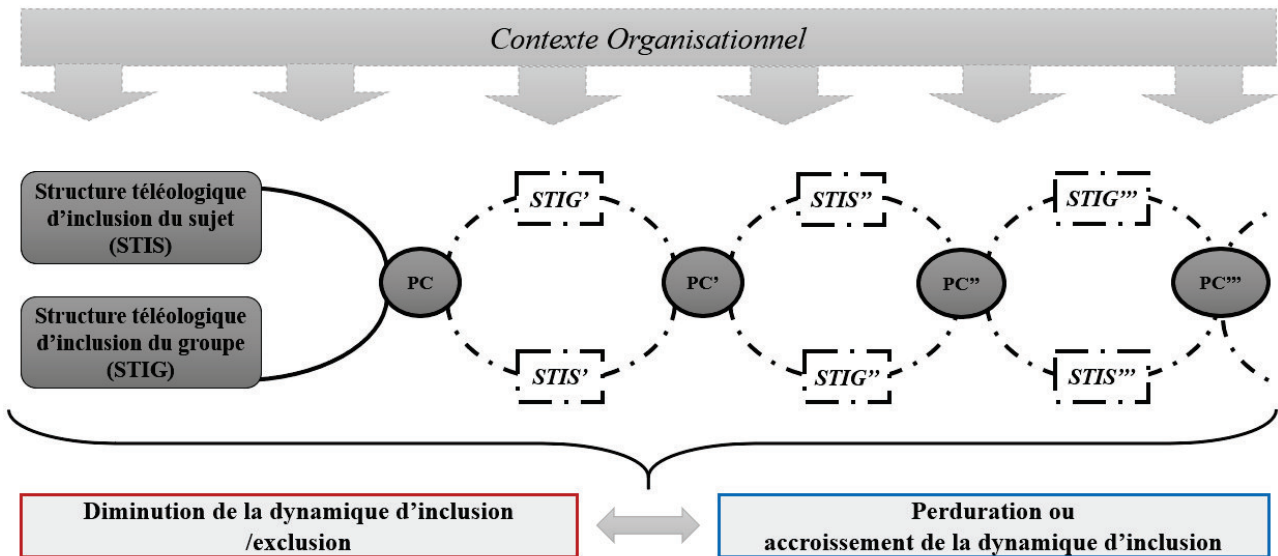 Contexte Organisationnel
Structure téléologique
d'inclusion du sujet
(STIS)
STIG'
STIS''
STIG'''
PC
PC'
PC''
PC'''
Structure téléologique
d'inclusion du groupe
(STIG)
STIS'
STIG''
STIS'''
Diminution de la dynamique d'inclusion
/exclusion
Perduration ou
accroissement de la dynamique d'inclusion